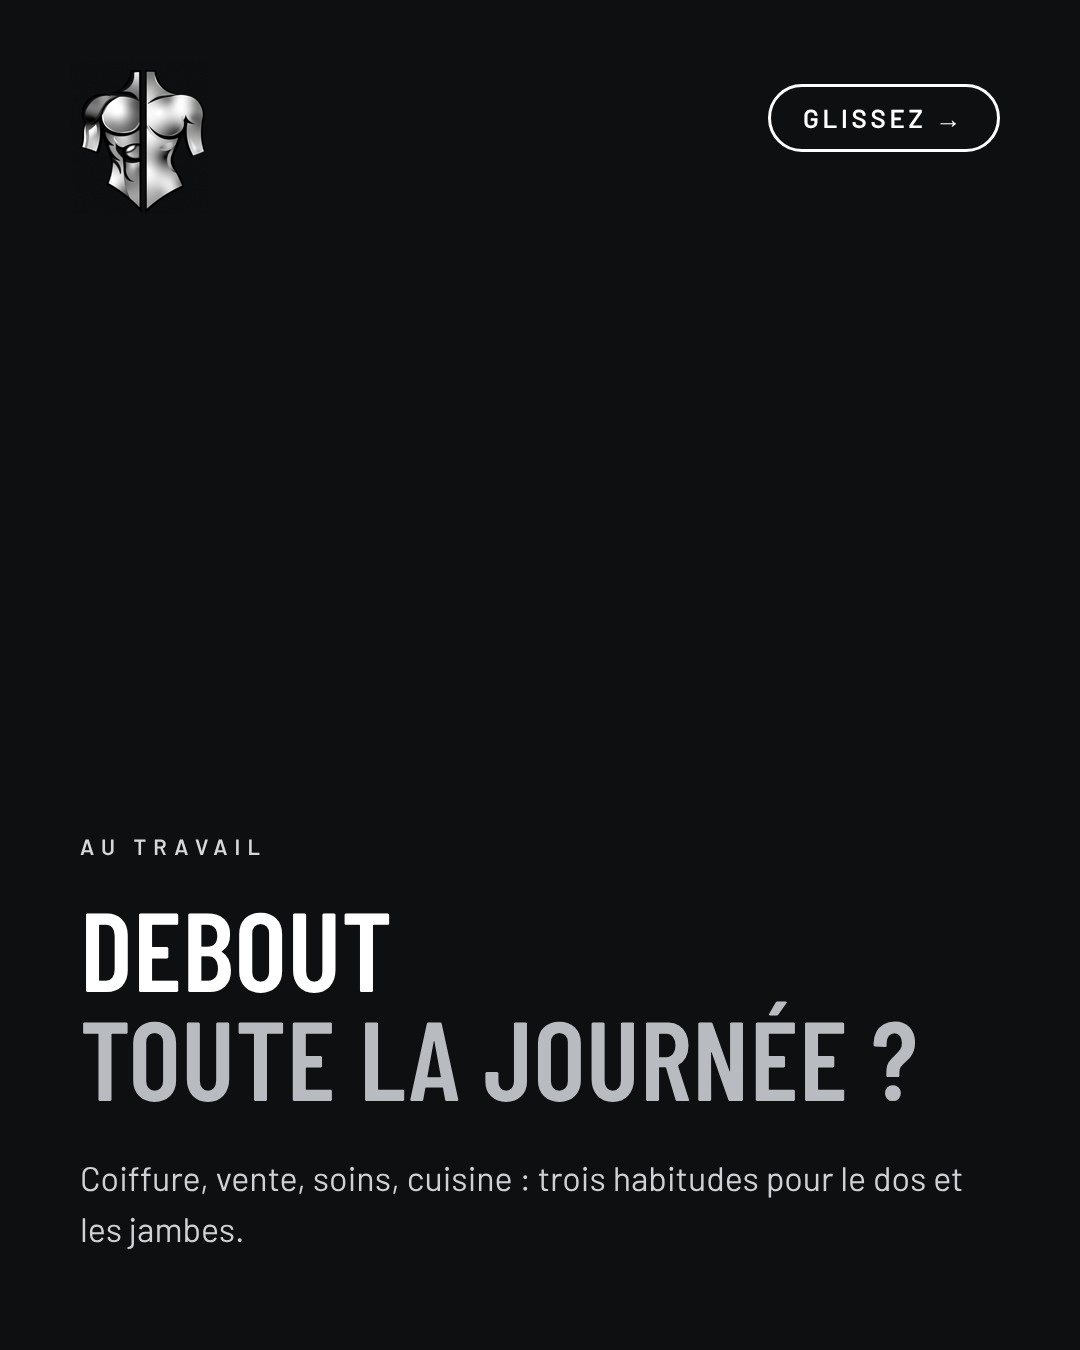 GLISSEZ →
AU TRAVAIL
DEBOUT
TOUTE LA JOURNÉE ?
Coiffure, vente, soins, cuisine : trois habitudes pour le dos et
les jambes.